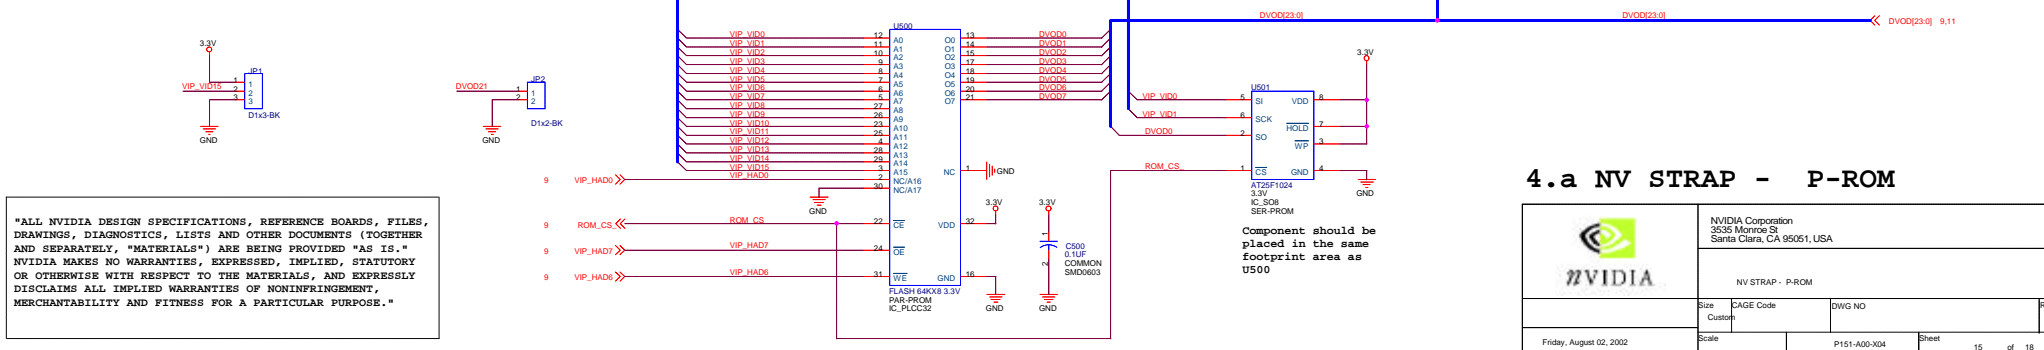 DVOD[23:0]
DVOD[23:0]
DVOD[23:0] 9,11
3.3V
JP1
VIP_VID15
1
2
3
1
2
3
D1x3-BK
GND
DVOD21
JP2
1
2
1
2
D1x2-BK
GND
U500
VIP_VID0 12 A0
VIP_VID1 11 A1
VIP_VID2 10 A2
VIP_VID3 9 A3
VIP_VID4 8 A4
VIP_VID5 7 A5
VIP_VID6 6 A6
VIP_VID7 5 A7
VIP_VID8 27 A8
VIP_VID9 26 A9
VIP_VID10 23 A10
VIP_VID11 25 A11
VIP_VID12 4 A12
VIP_VID13 28 A13
VIP_VID14 29 A14
VIP_VID15 3 A15
9 VIP_HAD0 VIP_HAD0 2 NC/A16
30 NC/A17
GND
9 ROM_CS_ ROM_CS 22 CE
9 VIP_HAD7 VIP_HAD7 24 OE
9 VIP_HAD6 VIP_HAD6 31 WE
O0 13 DVOD0
O1 14 DVOD1
O2 15 DVOD2
O3 17 DVOD3
O4 18 DVOD4
O5 19 DVOD5
O6 20 DVOD6
O7 21 DVOD7
NC 1 GND
VDD 32 3.3V
GND 16
GND
FLASH 64KX8 3.3V
PAR-PROM
IC_PLCC32
3.3V
1
2
C500
0.1UF
COMMON
SMD0603
GND
3.3V
U501
VIP_VID0 5 SI
VIP_VID1 6 SCK
DVOD0 2 SO
ROM_CS_ 1 CS
VDD 8
HOLD 7
WP 3
GND 4
GND
AT25F1024
3.3V
IC_SO8
SER-PROM
Component should be
placed in the same
footprint area as
U500
"ALL NVIDIA DESIGN SPECIFICATIONS, REFERENCE BOARDS, FILES,
DRAWINGS, DIAGNOSTICS, LISTS AND OTHER DOCUMENTS (TOGETHER
AND SEPARATELY, "MATERIALS") ARE BEING PROVIDED "AS IS."
NVIDIA MAKES NO WARRANTIES, EXPRESSED, IMPLIED, STATUTORY
OR OTHERWISE WITH RESPECT TO THE MATERIALS, AND EXPRESSLY
DISCLAIMS ALL IMPLIED WARRANTIES OF NONINFRINGEMENT,
MERCHANTABILITY AND FITNESS FOR A PARTICULAR PURPOSE."
4.a NV STRAP - P-ROM
nVIDIA
NVIDIA Corporation
3535 Monroe St
Santa Clara, CA 95051, USA
NV STRAP - P-ROM
Size
Custom
CAGE Code
DWG NO
R
Friday, August 02, 2002
Scale
P151-A00-X04
Sheet
15 of 18